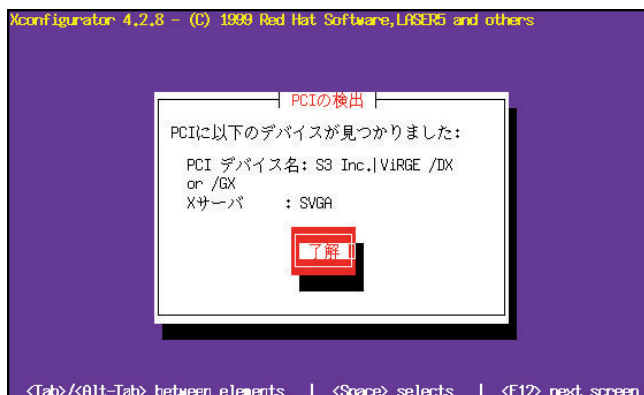 Xconfigurator 4.2.8 - (C) 1999 Red Hat Software,LASER5 and others
PCIの検出
PCIに以下のデバイスが見つかりました:
PCI デバイス名: S3 Inc.|ViRGE /DX
or /GX
Xサーバ : SVGA
了解
<Tab>/<Alt-Tab> between elements | <Space> selects | <F12> next screen